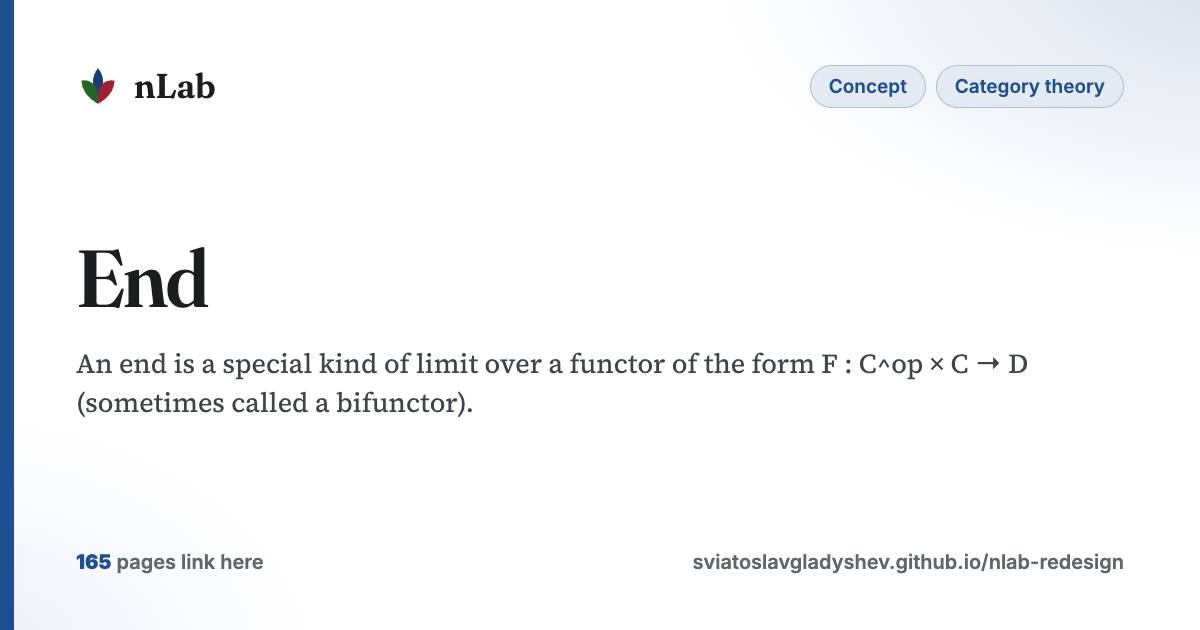 nLab
Concept
Category theory
End
An end is a special kind of limit over a functor of the form F : C^op × C → D
(sometimes called a bifunctor).
165 pages link here
sviatoslavgladyshev.github.io/nlab-redesign